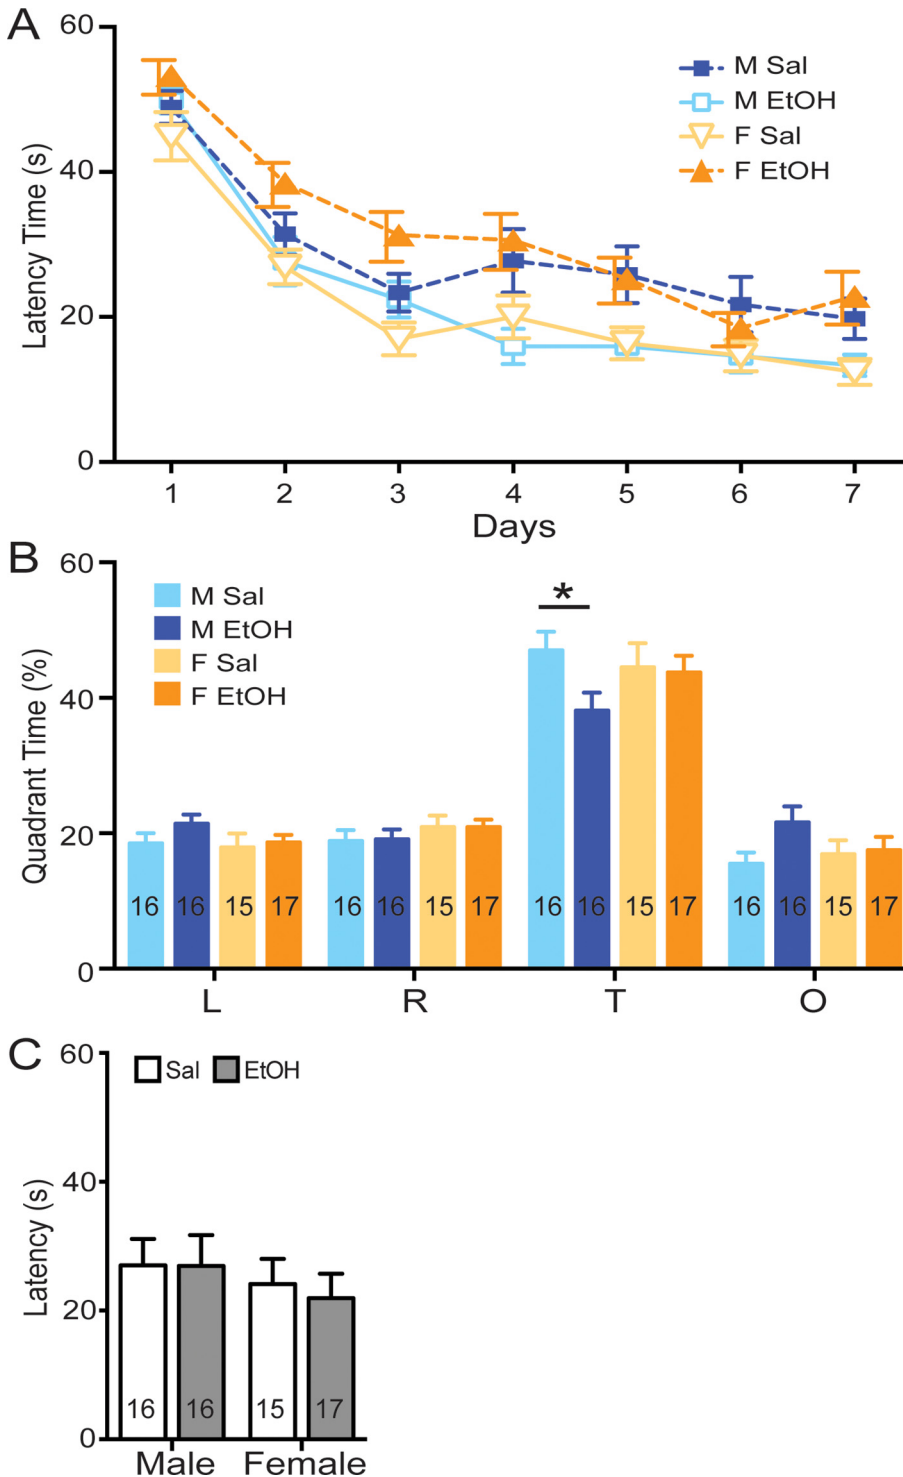 A
60
40
20
0
Latency Time (s)
M Sal
M EtOH
F Sal
F EtOH
1 2 3 4 5 6 7
Days
B
60
40
20
0
Quadrant Time (%)
M Sal
M EtOH
F Sal
F EtOH
*
16 16 15 17 16 16 15 17 16 16 15 17 16 16 15 17
L R T O
C
60
40
20
0
Latency (s)
Sal EtOH
16 16 15 17
Male Female